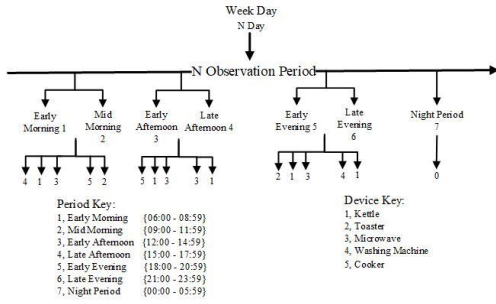 Week Day
N Day
N Observation Period
Early Morning 1
Mid Morning 2
Early Afternoon 3
Late Afternoon 4
Early Evening 5
Late Evening 6
Night Period 7
4 1 3 5 2
5 1 3 3 1
2 1 3 4 1
0
Period Key:
1, Early Morning {06:00 - 08:59}
2, Mid Morning {09:00 - 11:59}
3, Early Afternoon {12:00 - 14:59}
4, Late Afternoon {15:00 - 17:59}
5, Early Evening {18:00 - 20:59}
6, Late Evening {21:00 - 23:59}
7, Night Period {00:00 - 05:59}
Device Key:
1, Kettle
2, Toaster
3, Microwave
4, Washing Machine
5, Cooker